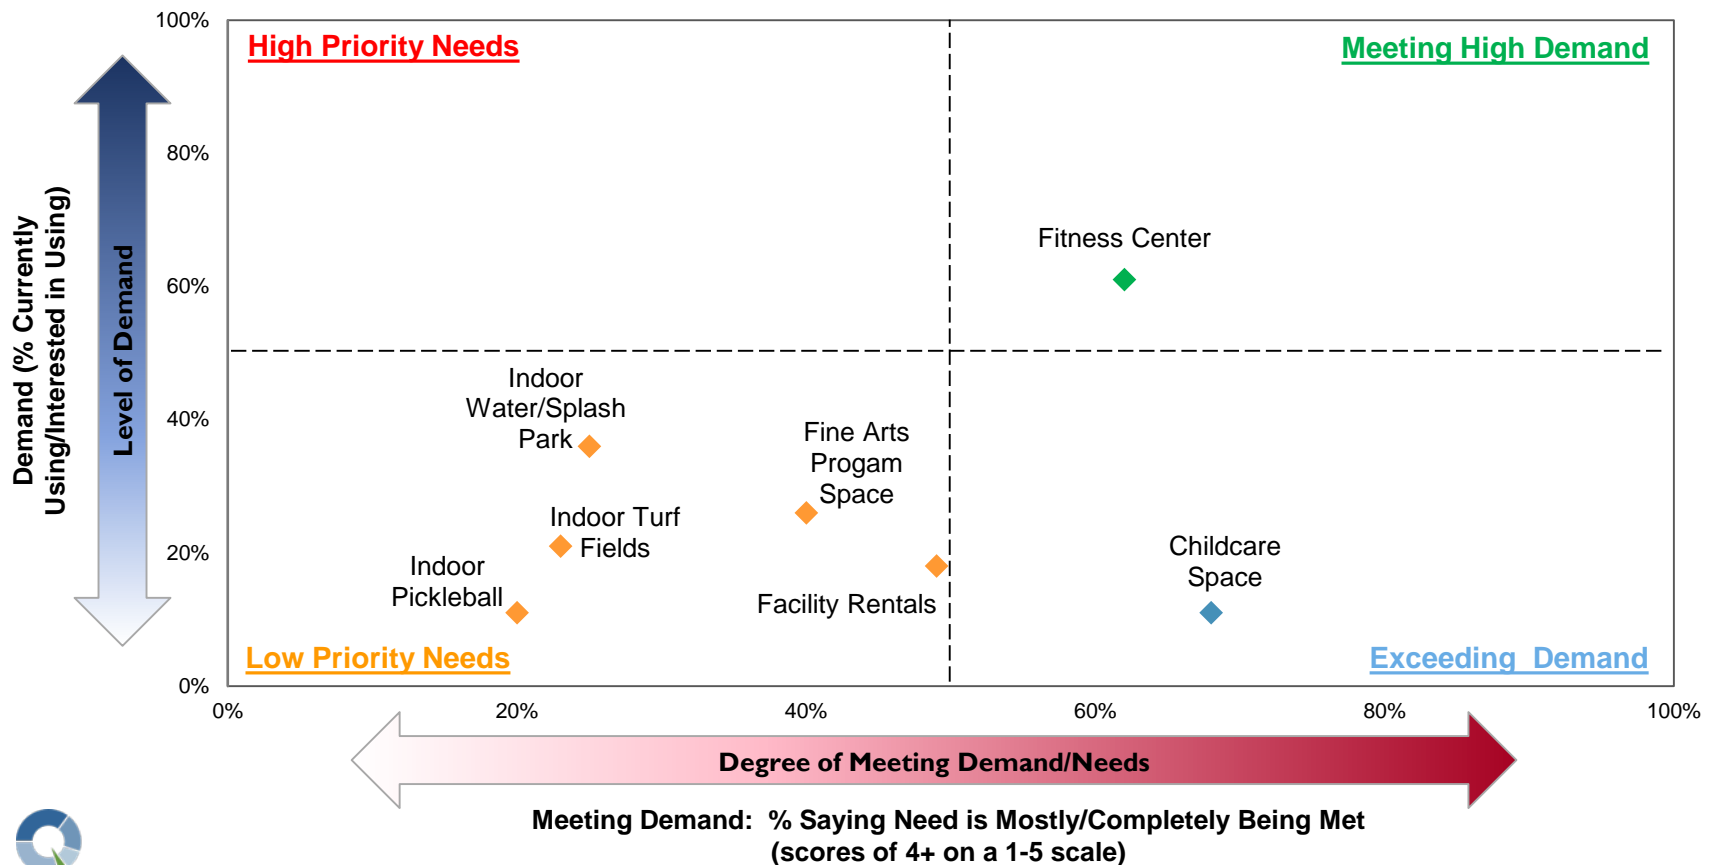 100%
High Priority Needs
Meeting High Demand
80%
Demand (% Currently
Using/Interested in Using)
Level of Demand
Fitness Center
60%
Indoor
Water/Splash
Park
40%
Fine Arts
Progam
Space
Indoor Turf
Fields
20%
Indoor
Pickleball
Facility Rentals
Childcare
Space
Low Priority Needs
Exceeding  Demand
0%
0%
20%
40%
60%
80%
100%
Degree of Meeting Demand/Needs
Meeting Demand:  % Saying Need is Mostly/Completely Being Met
(scores of 4+ on a 1-5 scale)